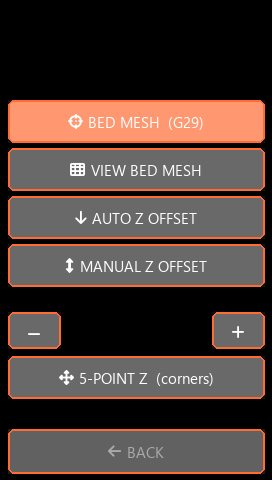 BED MESH (G29)
VIEW BED MESH
AUTO Z OFFSET
MANUAL Z OFFSET
– +
5-POINT Z (corners)
BACK